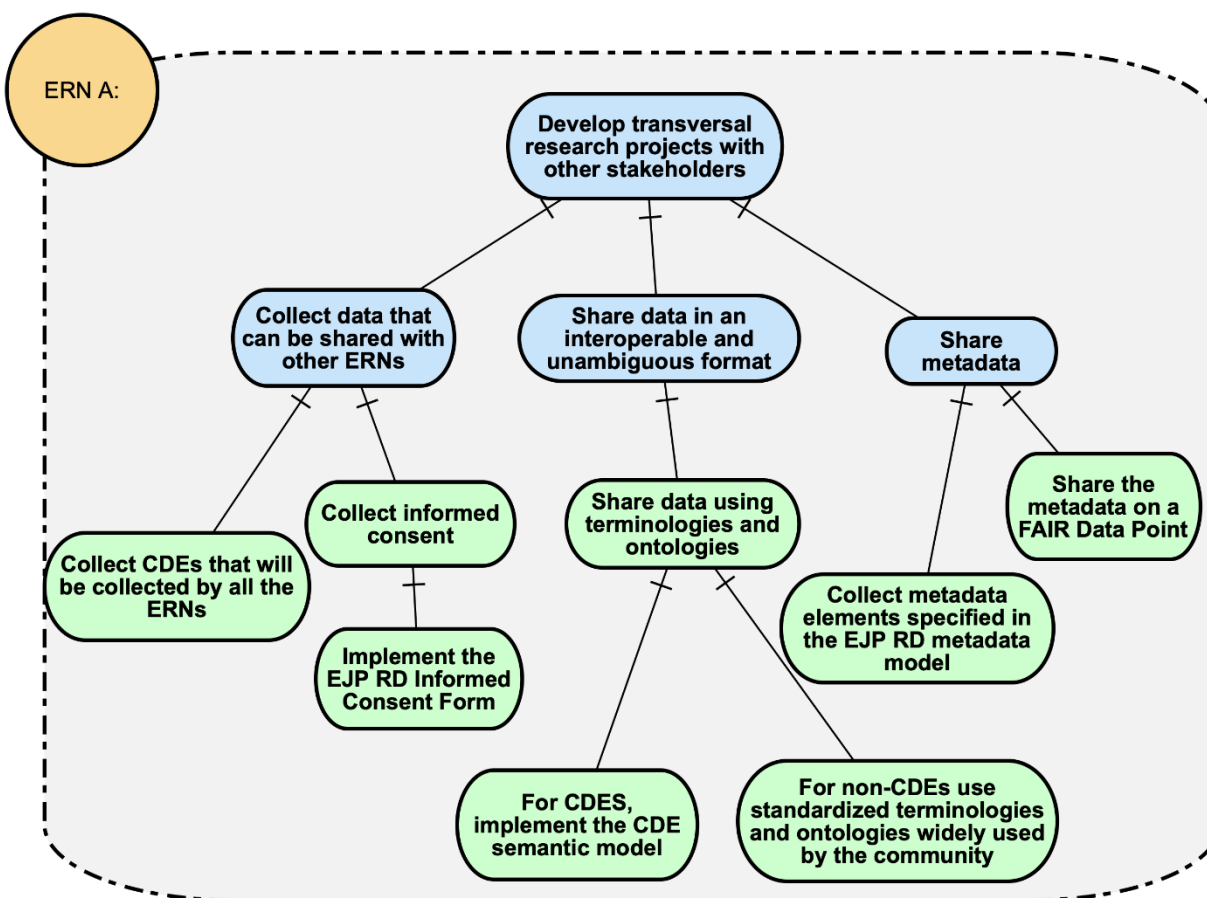 ERN A:
Develop transversal
research projects with
other stakeholders
Collect data that
can be shared with
other ERNs
Share data in an
interoperable and
unambiguous format
Share
metadata
Collect CDEs that will
be collected by all the
ERNs
Collect informed
consent
Share data using
terminologies and
ontologies
Share the
metadata on a
FAIR Data Point
Implement the
EJP RD Informed
Consent Form
Collect metadata
elements specified in
the EJP RD metadata
model
For CDES,
implement the CDE
semantic model
For non-CDEs use
standardized terminologies
and ontologies widely used
by the community